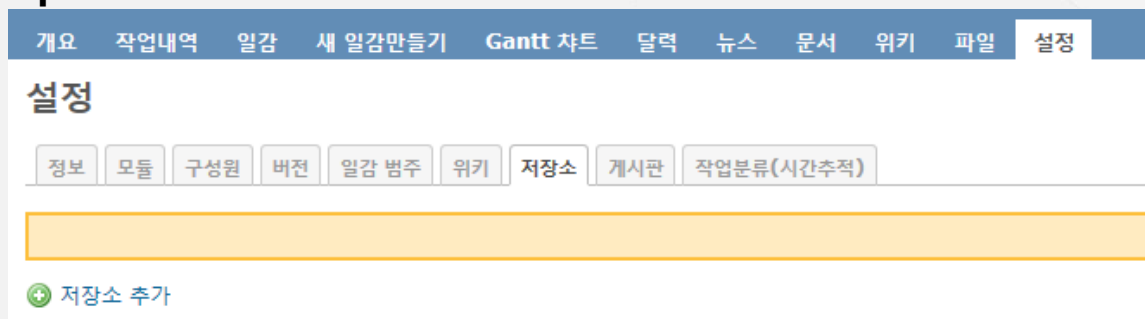 개요 작업내역 일감 새 일감만들기 Gantt 챠트 달력 뉴스 문서 위키 파일 설정
설정
정보 모듈 구성원 버전 일감 범주 위키 저장소 게시판 작업분류(시간추적)
저장소 추가